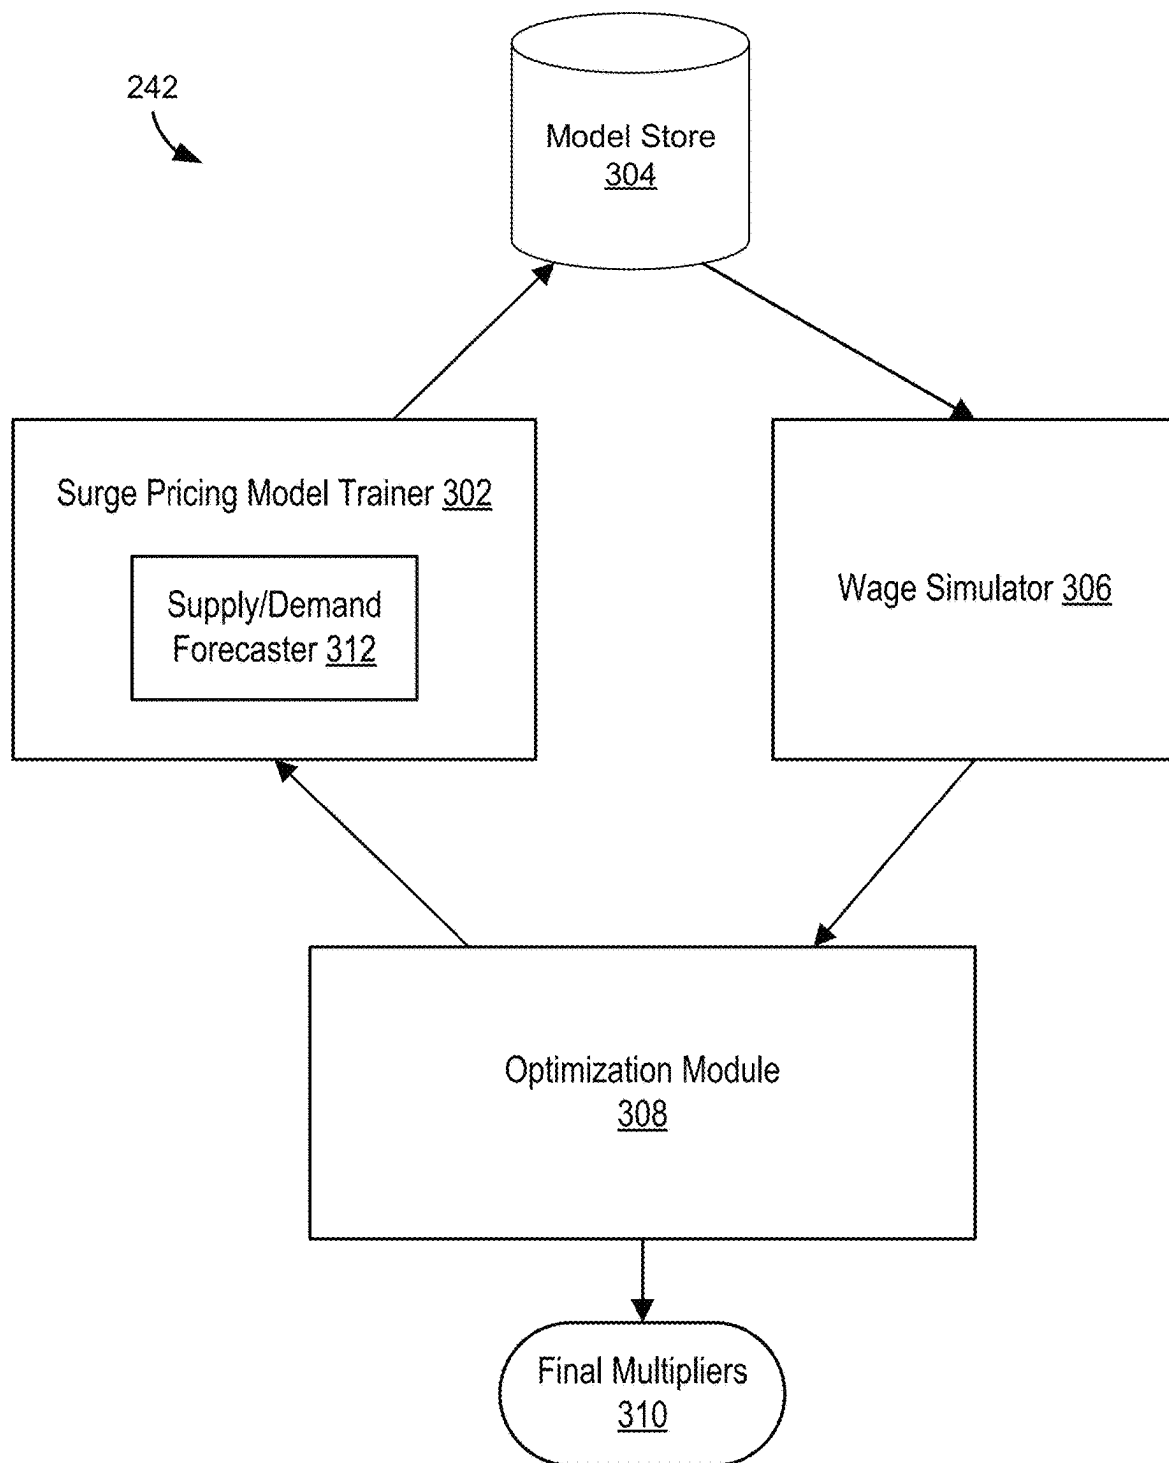 242
Model Store
304
Surge Pricing Model Trainer 302
Supply/Demand
Forecaster 312
Wage Simulator 306
Optimization Module
308
Final Multipliers
310